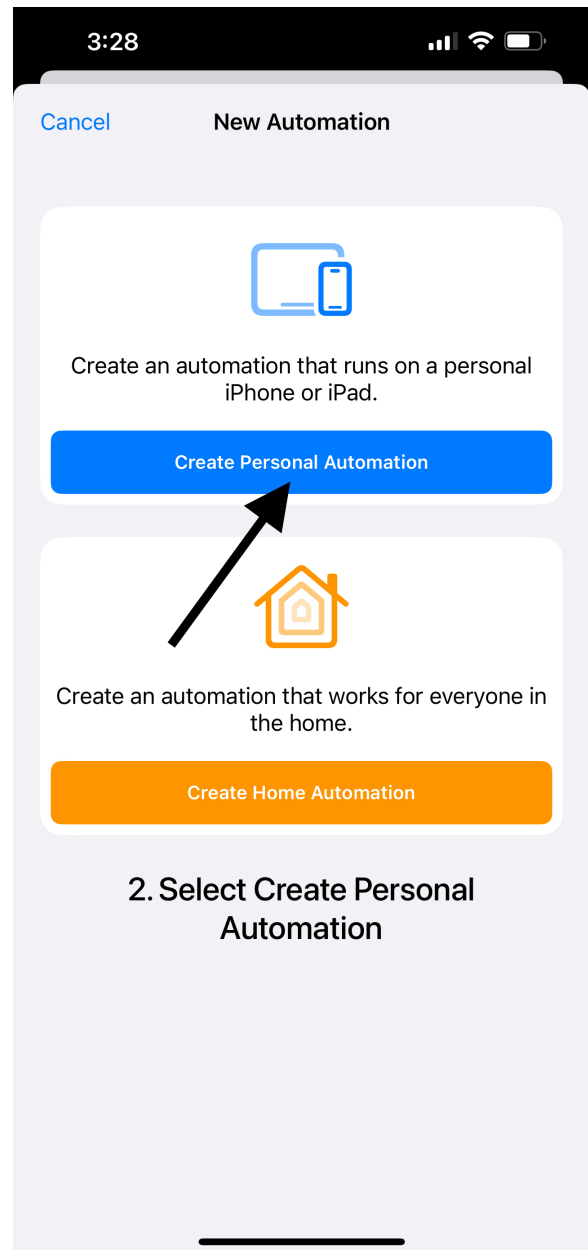 3:28
Cancel
New Automation
Create an automation that runs on a personal
iPhone or iPad.
Create Personal Automation
Create an automation that works for everyone in
the home.
Create Home Automation
2. Select Create Personal
Automation